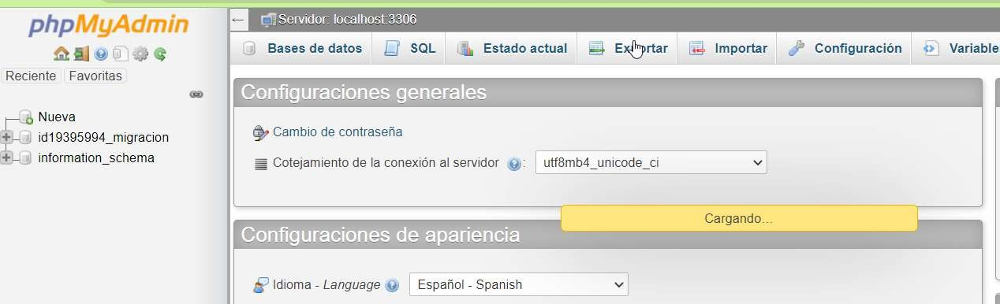 phpMyAdmin
Reciente Favoritas
Nueva
id19395994_migracion
information_schema
← Servidor: localhost:3306
Bases de datos SQL Estado actual Exportar Importar Configuración Variable
Configuraciones generales
Cambio de contraseña
Cotejamiento de la conexión al servidor : utf8mb4_unicode_ci
Cargando...
Configuraciones de apariencia
Idioma - Language Español - Spanish